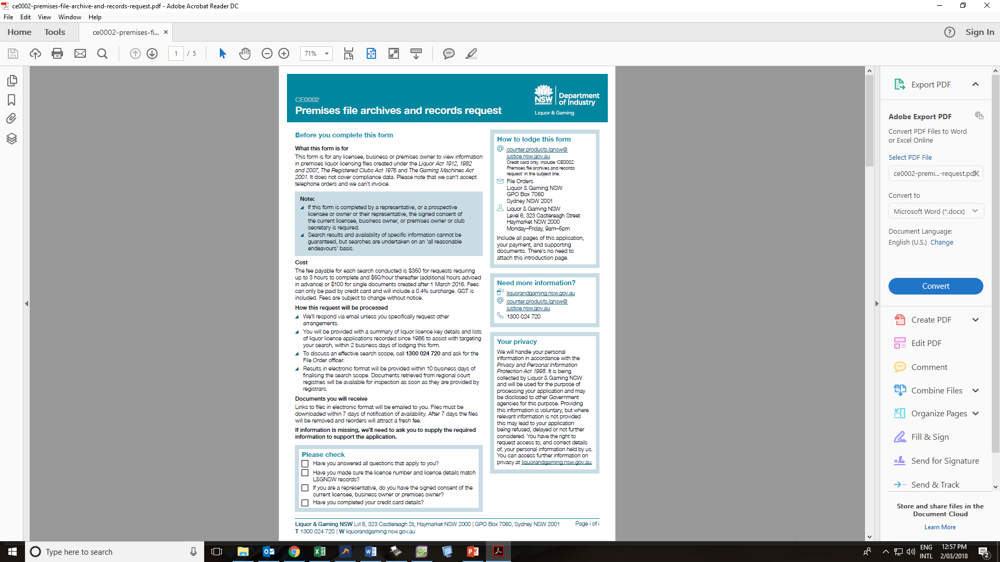 ce0002-premises-file-archive-and-records-request.pdf - Adobe Acrobat Reader DC
File Edit View Window Help
Home Tools ce0002-premises-fi... × Sign In
1 / 5 71%
CE0002
Premises file archives and records request
NSW GOVERNMENT
Department of Industry
Liquor & Gaming
Before you complete this form
What this form is for
This form is for any licensee, business or premises owner to view information
in premises liquor licensing files created under the Liquor Act 1912, 1982
and 2007, The Registered Clubs Act 1976 and The Gaming Machines Act
2001. It does not cover compliance data. Please note that we can't accept
telephone orders and we can't invoice.
Note:
If this form is completed by a representative, or a prospective
licensee or owner or their representative, the signed consent of
the current licensee, business owner, or premises owner or club
secretary is required.
Search results and availability of specific information cannot be
guaranteed, but searches are undertaken on an 'all reasonable
endeavours' basis.
Cost
The fee payable for each search conducted is $350 for requests requiring
up to 3 hours to complete and $50/hour thereafter (additional hours advised
in advance) or $100 for single documents created after 1 March 2016. Fees
can only be paid by credit card and will include a 0.4% surcharge. GST is
included. Fees are subject to change without notice.
How this request will be processed
We'll respond via email unless you specifically request other
arrangements.
You will be provided with a summary of liquor licence key details and lists
of liquor licence applications recorded since 1986 to assist with targeting
your search, within 2 business days of lodging this form.
To discuss an effective search scope, call 1300 024 720 and ask for the
File Order officer.
Results in electronic format will be provided within 10 business days of
finalising the search scope. Documents retrieved from regional court
registries will be available for inspection as soon as they are provided by
registrars.
Documents you will receive
Links to files in electronic format will be emailed to you. Files must be
downloaded within 7 days of notification of availability. After 7 days the files
will be removed and reorders will attract a fresh fee.
If information is missing, we'll need to ask you to supply the required
information to support the application.
Please check
Have you answered all questions that apply to you?
Have you made sure the licence number and licence details match
L&GNSW records?
If you are a representative, do you have the signed consent of the
current licensee, business owner or premises owner?
Have you completed your credit card details?
How to lodge this form
counter.products.lgnsw@
justice.nsw.gov.au
Credit card only. Include 'CE0002
Premises file archives and records
request' in the subject line.
File Orders
Liquor & Gaming NSW
GPO Box 7060
Sydney NSW 2001
Liquor & Gaming NSW
Level 6, 323 Castlereagh Street
Haymarket NSW 2000
Monday–Friday, 9am–5pm
Include all pages of this application,
your payment, and supporting
documents. There's no need to
attach this introduction page.
Need more information?
liquorandgaming.nsw.gov.au
counter.products.lgnsw@
justice.nsw.gov.au
1300 024 720
Your privacy
We will handle your personal
information in accordance with the
Privacy and Personal Information
Protection Act 1998. It is being
collected by Liquor & Gaming NSW
and will be used for the purpose of
processing your application and may
be disclosed to other Government
agencies for this purpose. Providing
this information is voluntary, but where
relevant information is not provided
this may lead to your application
being refused, delayed or not further
considered. You have the right to
request access to, and correct details
of, your personal information held by us.
You can access further information on
privacy at liquorandgaming.nsw.gov.au.
Liquor & Gaming NSW Lvl 6, 323 Castlereagh St, Haymarket NSW 2000 | GPO Box 7060, Sydney NSW 2001 Page i of i
T 1300 024 720 | W liquorandgaming.nsw.gov.au
Export PDF
Adobe Export PDF
Convert PDF Files to Word
or Excel Online
Select PDF File
ce0002-premi...-request.pdf
Convert to
Microsoft Word (*.docx)
Document Language:
English (U.S.) Change
Convert
Create PDF
Edit PDF
Comment
Combine Files
Organize Pages
Fill & Sign
Send for Signature
Send & Track
Store and share files in the
Document Cloud
Learn More
Type here to search
ENG
INTL
12:57 PM
2/03/2018
2